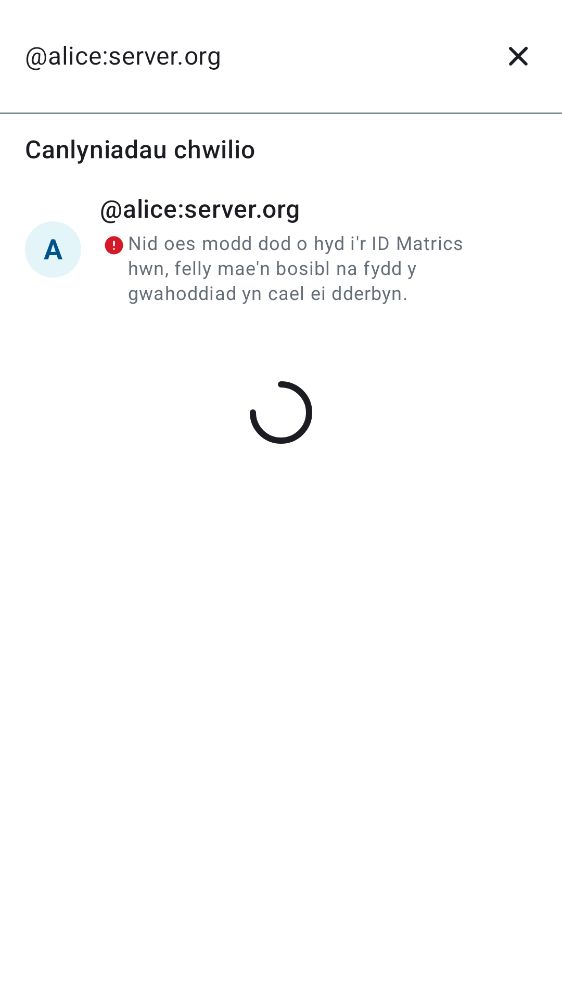 @alice:server.org
Canlyniadau chwilio
@alice:server.org
A
Nid oes modd dod o hyd i'r ID Matrics
hwn, felly mae'n bosibl na fydd y
gwahoddiad yn cael ei dderbyn.